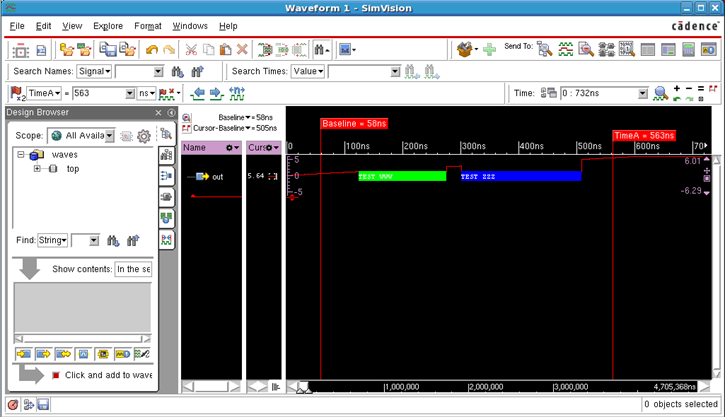 Waveform 1 - SimVision
File Edit View Explore Format Windows Help
cādence
Send To:
Search Names: Signal
Search Times: Value
TimeA = 563 ns
Time: 0 : 732ns
Design Browser
Baseline = 58ns
Cursor-Baseline = 505ns
Scope: All Availa
Name Curs
waves
top
Find: String
Show contents: In the se
Click and add to wave
Baseline = 58ns
TimeA = 563ns
0 100ns 200ns 300ns 400ns 500ns 600ns 70
out 5.64
5
0
-5
TEST WWW
TEST ZZZ
6.01
-6.29
1,000,000 2,000,000 3,000,000 4,705,368ns
0 objects selected